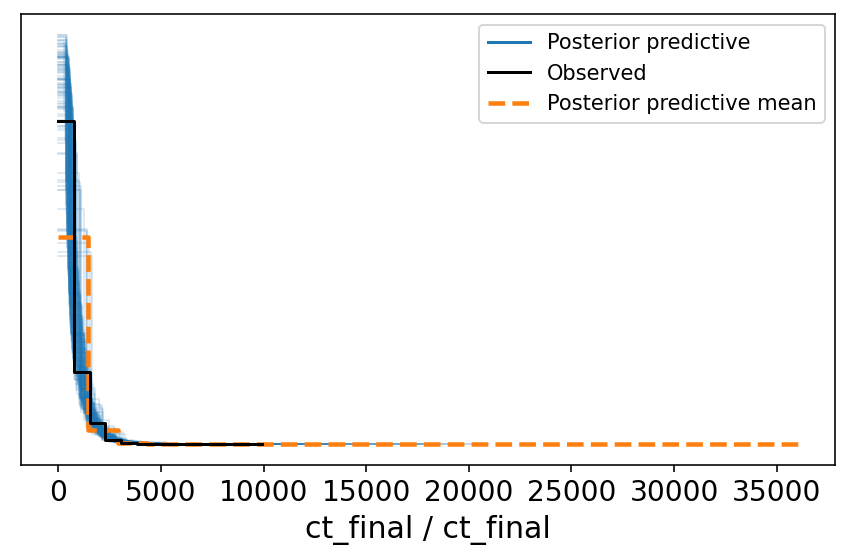 Posterior predictive
Observed
Posterior predictive mean
0 5000 10000 15000 20000 25000 30000 35000
ct_final / ct_final